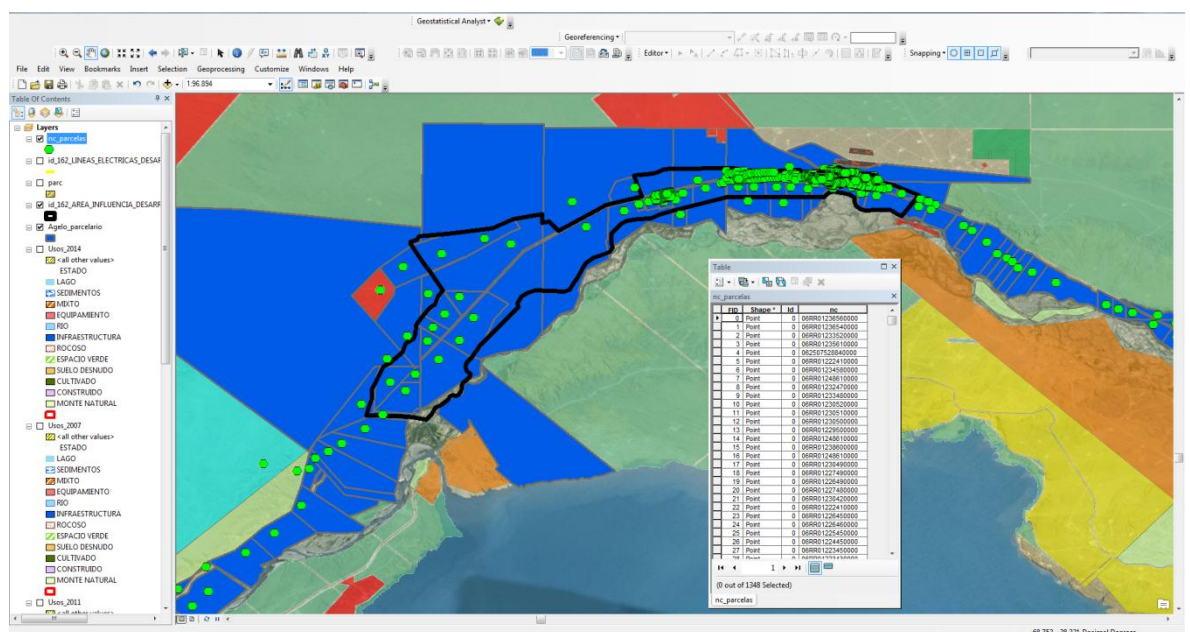 Geostatistical Analyst
Georeferencing
Editor
Snapping
File Edit View Bookmarks Insert Selection Geoprocessing Customize Windows Help
1:96.894
Table Of Contents
Layers
nc_parcelas
id_162_LINEAS_ELECTRICAS_DESAF
parc
id_162_AREA_INFLUENCIA_DESARR
Agelo_parcelario
Usos_2014
<all other values>
ESTADO
LAGO
SEDIMENTOS
MIXTO
EQUIPAMIENTO
RIO
INFRAESTRUCTURA
ROCOSO
ESPACIO VERDE
SUELO DESNUDO
CULTIVADO
CONSTRUIDO
MONTE NATURAL
Usos_2007
<all other values>
ESTADO
LAGO
SEDIMENTOS
MIXTO
EQUIPAMIENTO
RIO
INFRAESTRUCTURA
ROCOSO
ESPACIO VERDE
SUELO DESNUDO
CULTIVADO
CONSTRUIDO
MONTE NATURAL
Usos_2011
Table
nc_parcelas
FID Shape * Id nc
0 Point 0 06RR01236560000
1 Point 0 06RR01236540000
2 Point 0 06RR01233520000
3 Point 0 06RR01235610000
4 Point 0 062507528840000
5 Point 0 06RR01222410000
6 Point 0 06RR01234580000
7 Point 0 06RR01248610000
8 Point 0 06RR01232470000
9 Point 0 06RR01233480000
10 Point 0 06RR01230520000
11 Point 0 06RR01230510000
12 Point 0 06RR01230500000
13 Point 0 06RR01229500000
14 Point 0 06RR01248610000
15 Point 0 06RR01238600000
16 Point 0 06RR01248610000
17 Point 0 06RR01230490000
18 Point 0 06RR01227490000
19 Point 0 06RR01226490000
20 Point 0 06RR01227480000
21 Point 0 06RR01230420000
22 Point 0 06RR01222410000
23 Point 0 06RR01226450000
24 Point 0 06RR01226460000
25 Point 0 06RR01225450000
26 Point 0 06RR01224450000
27 Point 0 06RR01223450000
1
(0 out of 1348 Selected)
nc_parcelas